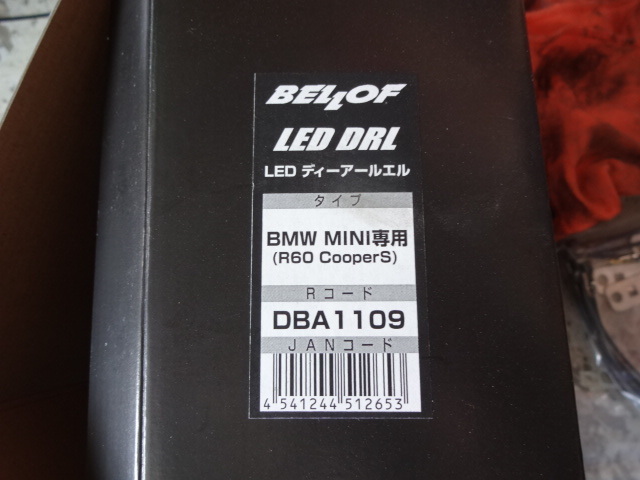 BELLOF
LED DRL
LED ディーアールエル
タイプ
BMW MINI専用
(R60 CooperS)
Rコード
DBA1109
JANコード
4 541244 512653